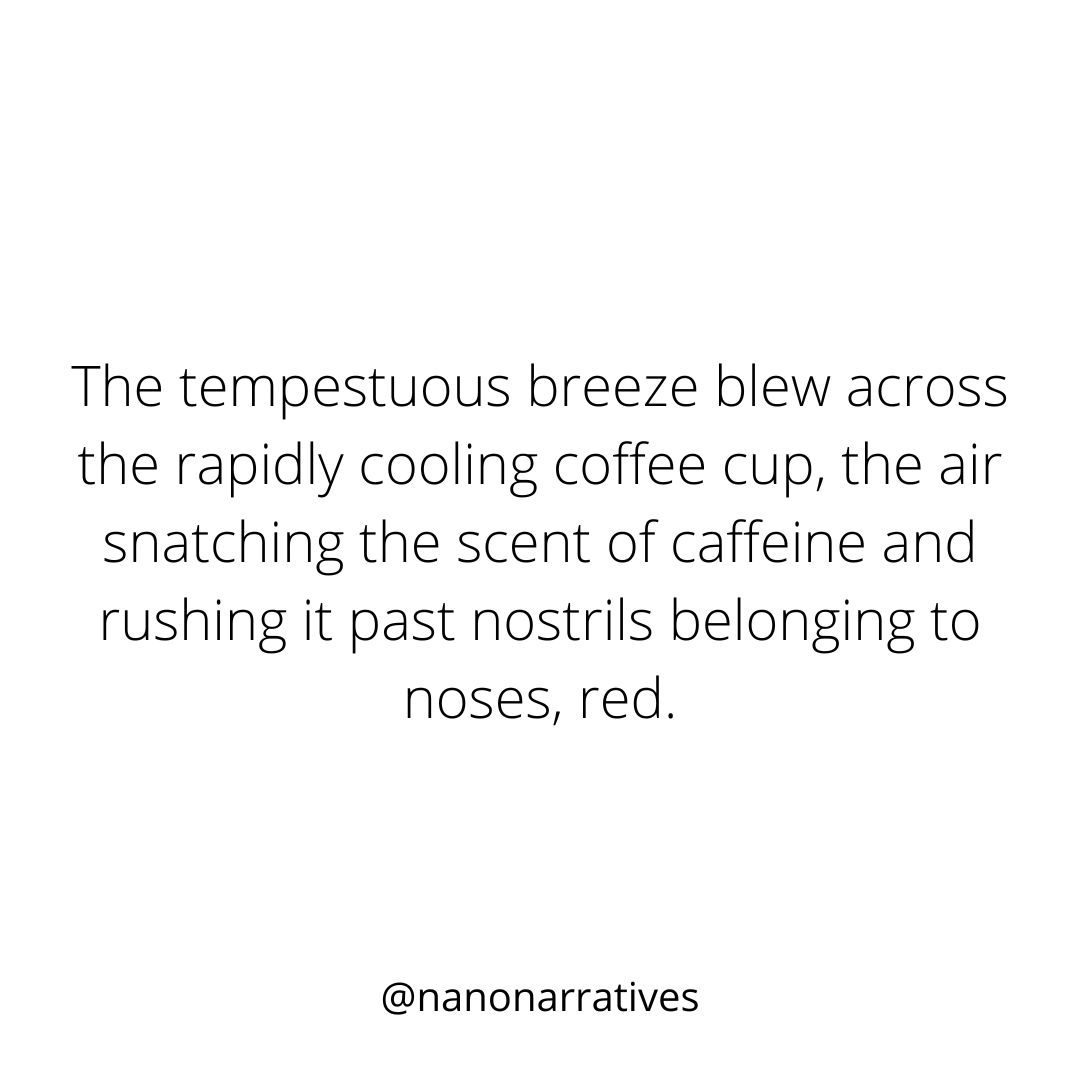 The tempestuous breeze blew across
the rapidly cooling coffee cup, the air
snatching the scent of caffeine and
rushing it past nostrils belonging to
noses, red.
@nanonarratives